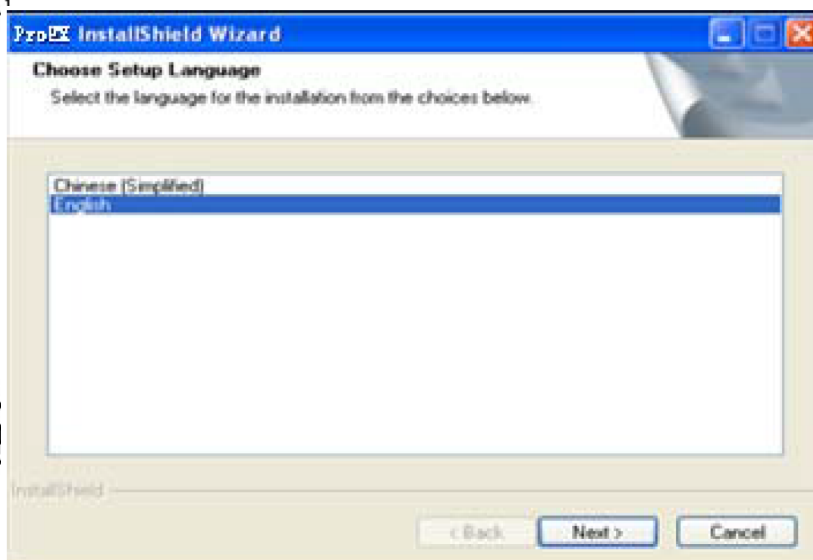 ProEX InstallShield Wizard
Choose Setup Language
Select the language for the installation from the choices below.
Chinese (Simplified)
English
InstallShield
< Back
Next >
Cancel